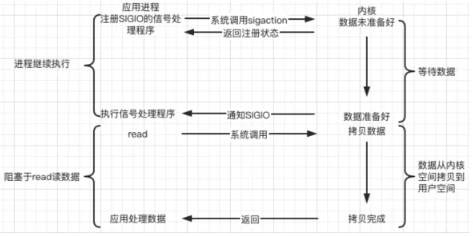 应用进程
注册SIGIO的信号处
理程序
系统调用sigaction
返回注册状态
内核
数据未准备好
进程继续执行
等待数据
执行信号处理程序
通知SIGIO
数据准备好
read
系统调用
拷贝数据
阻塞于read读数据
数据从内核
空间拷贝到
用户空间
应用处理数据
返回
拷贝完成